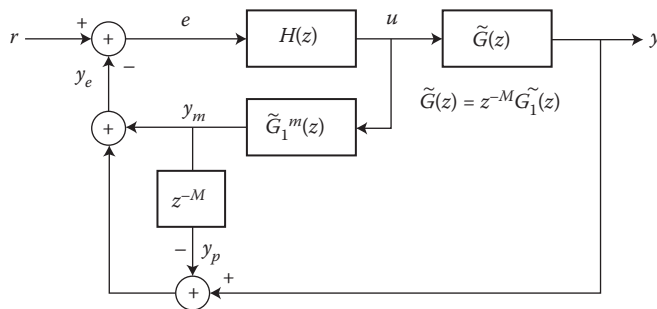 r
+
+
e
H(z)
u
G̃(z)
y
y_e
−
G̃(z) = z^{-M}G̃_1(z)
+
y_m
G̃_1^m(z)
z^{-M}
−
y_p
+
+